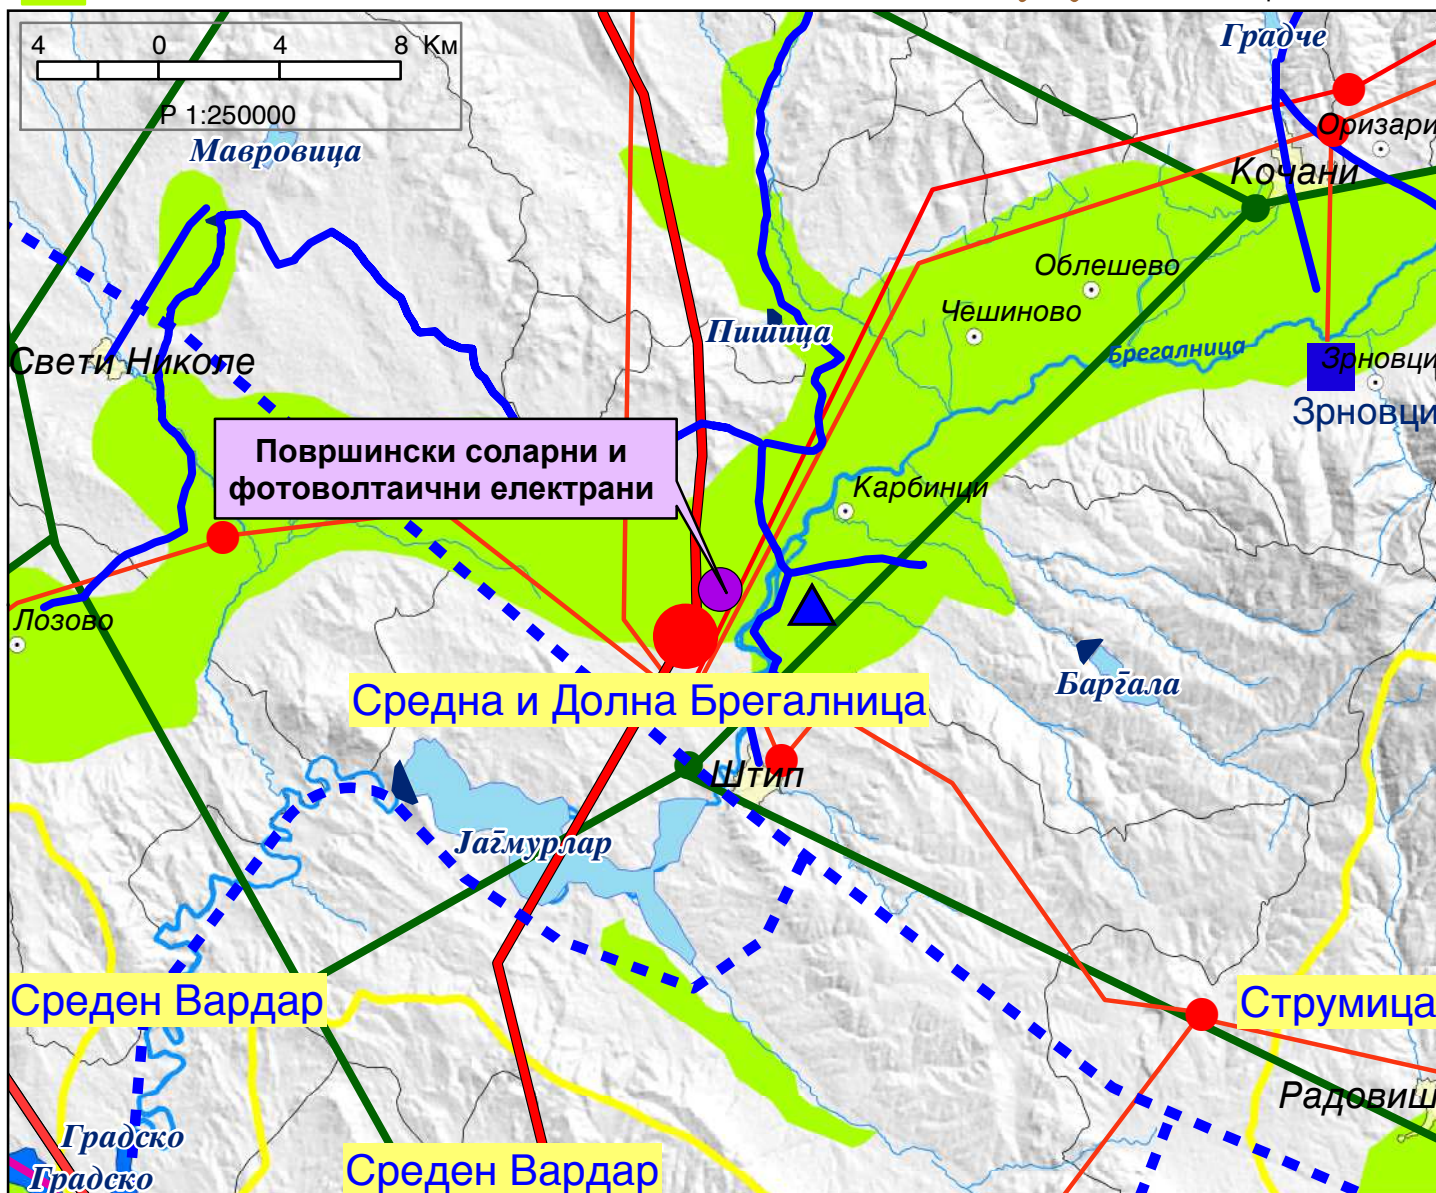 4 0 4 8 Км
Р 1:250000
Градче
Мавровица
Оризари
Кочани
Облешево
Чешиново
Пишица
Брегалница
Зрновци
Свети Николе
Зрновци
Површински соларни и
фотоволтаични електрани
Карбинци
Лозово
Баргала
Средна и Долна Брегалница
Штип
Јагмурлар
Среден Вардар
Струмица
Радовиш
Градско
Среден Вардар
Градско